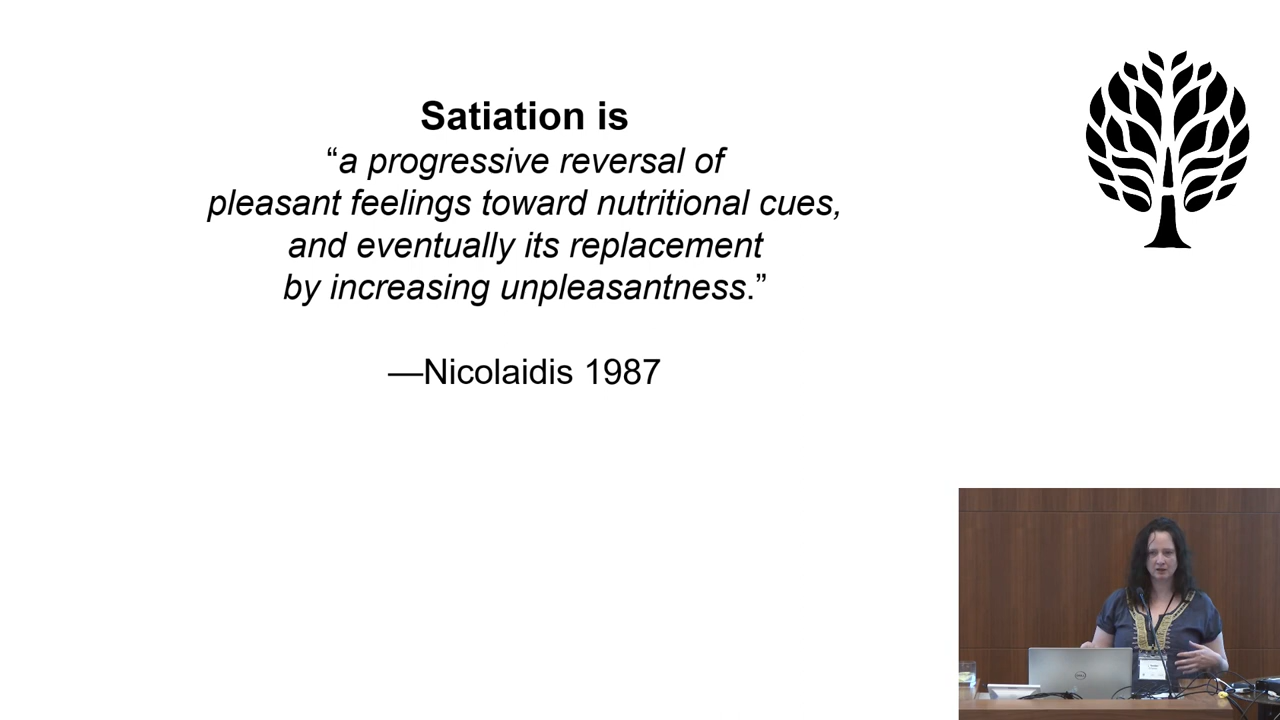 Satiation is
“a progressive reversal of
pleasant feelings toward nutritional cues,
and eventually its replacement
by increasing unpleasantness.”
—Nicolaidis 1987
DELL